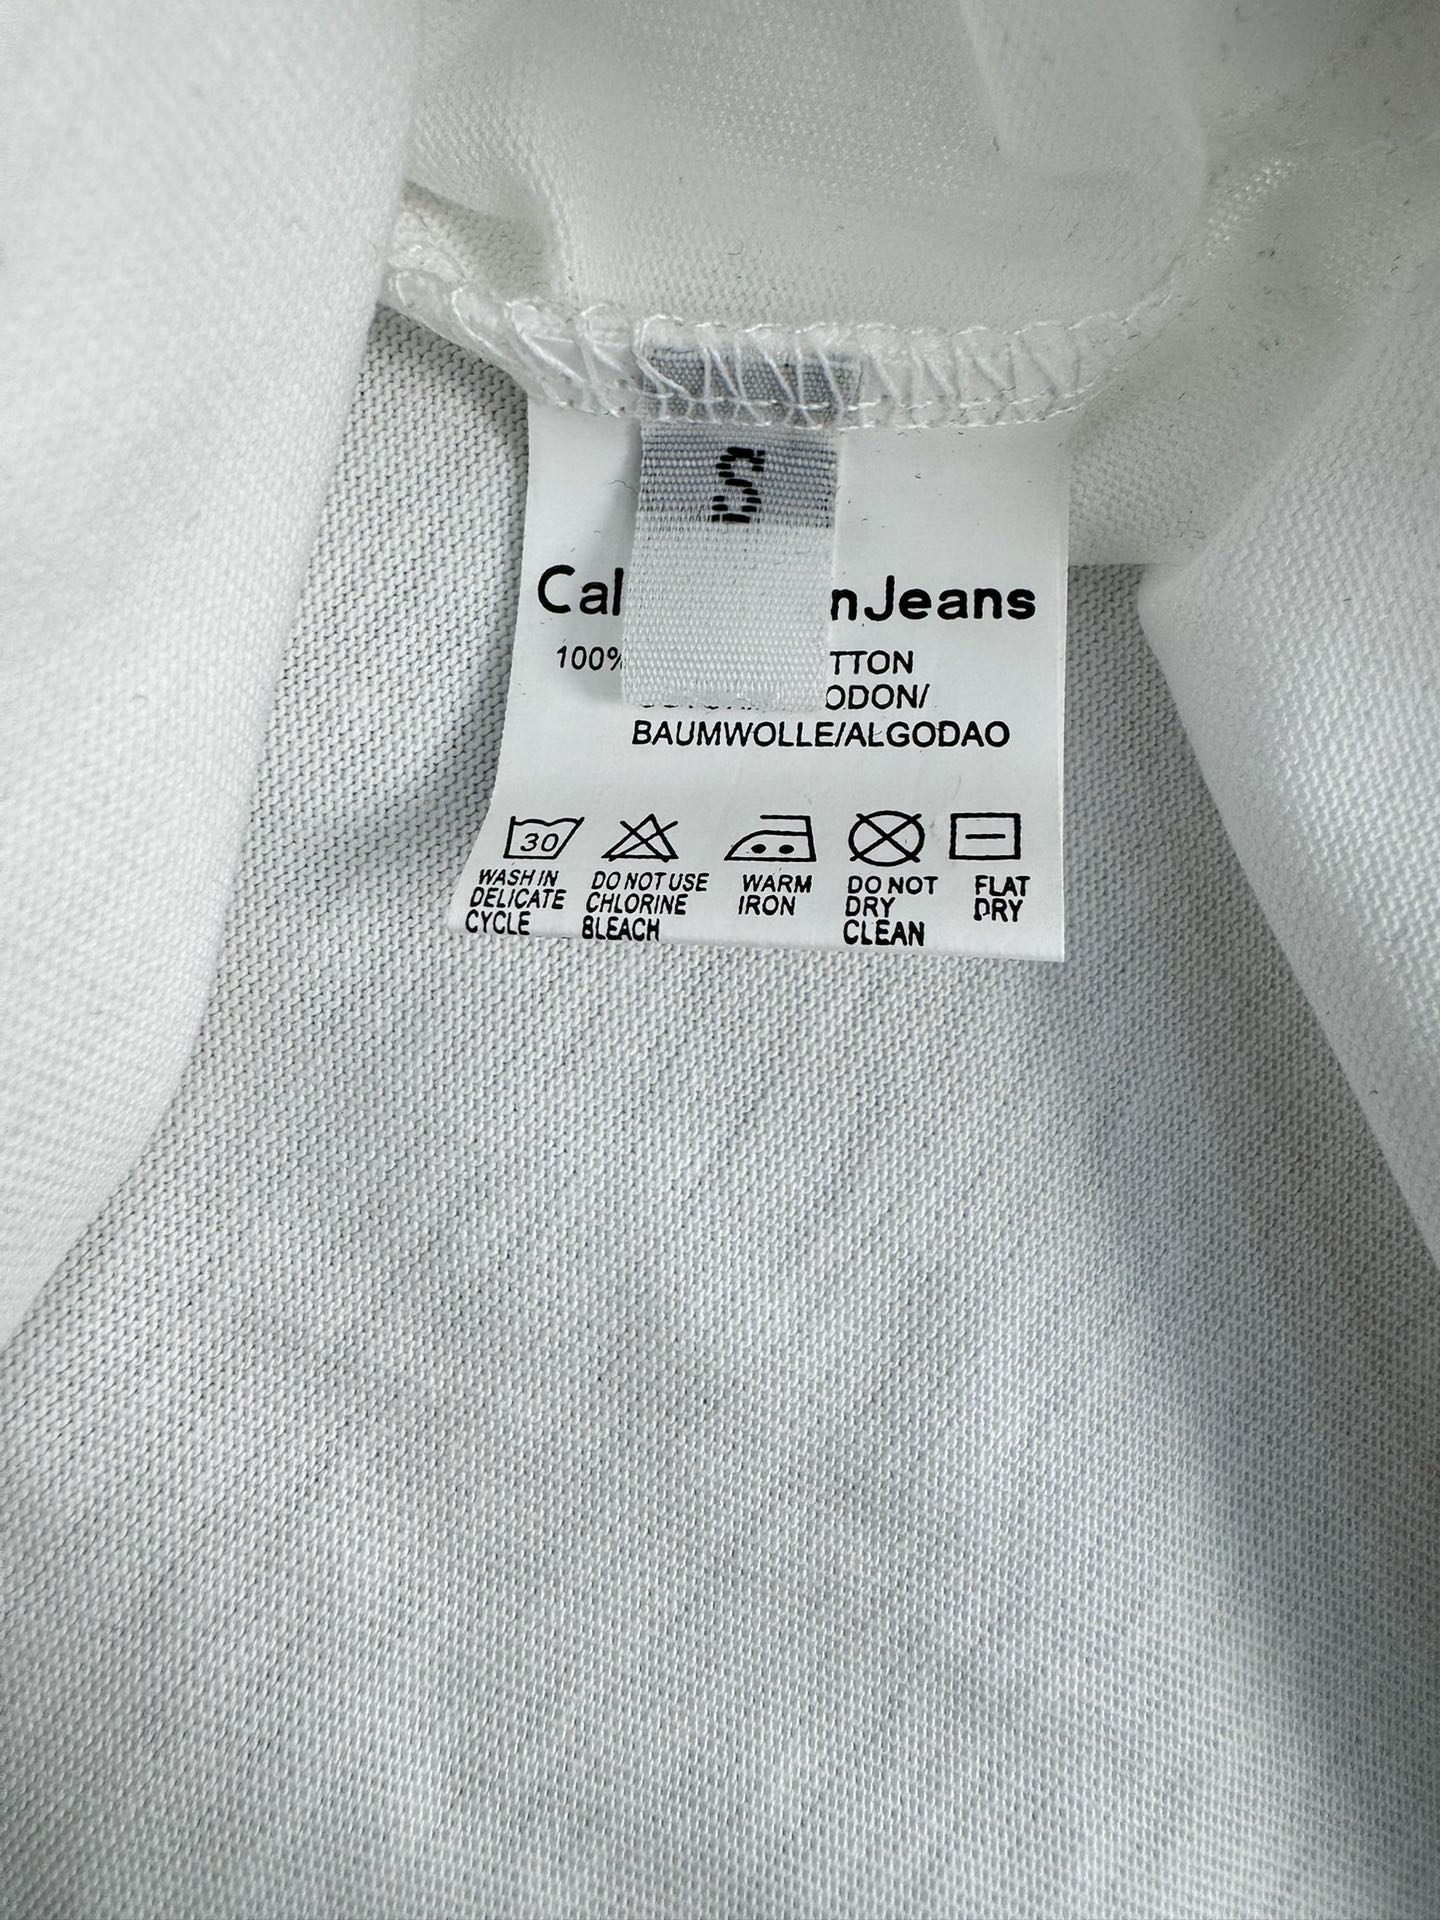 S
Cal nJeans
100% TTON
ODON/
BAUMWOLLE/ALGODAO
30
WASH IN DELICATE CYCLE
DO NOT USE CHLORINE BLEACH
WARM IRON
DO NOT DRY CLEAN
FLAT DRY